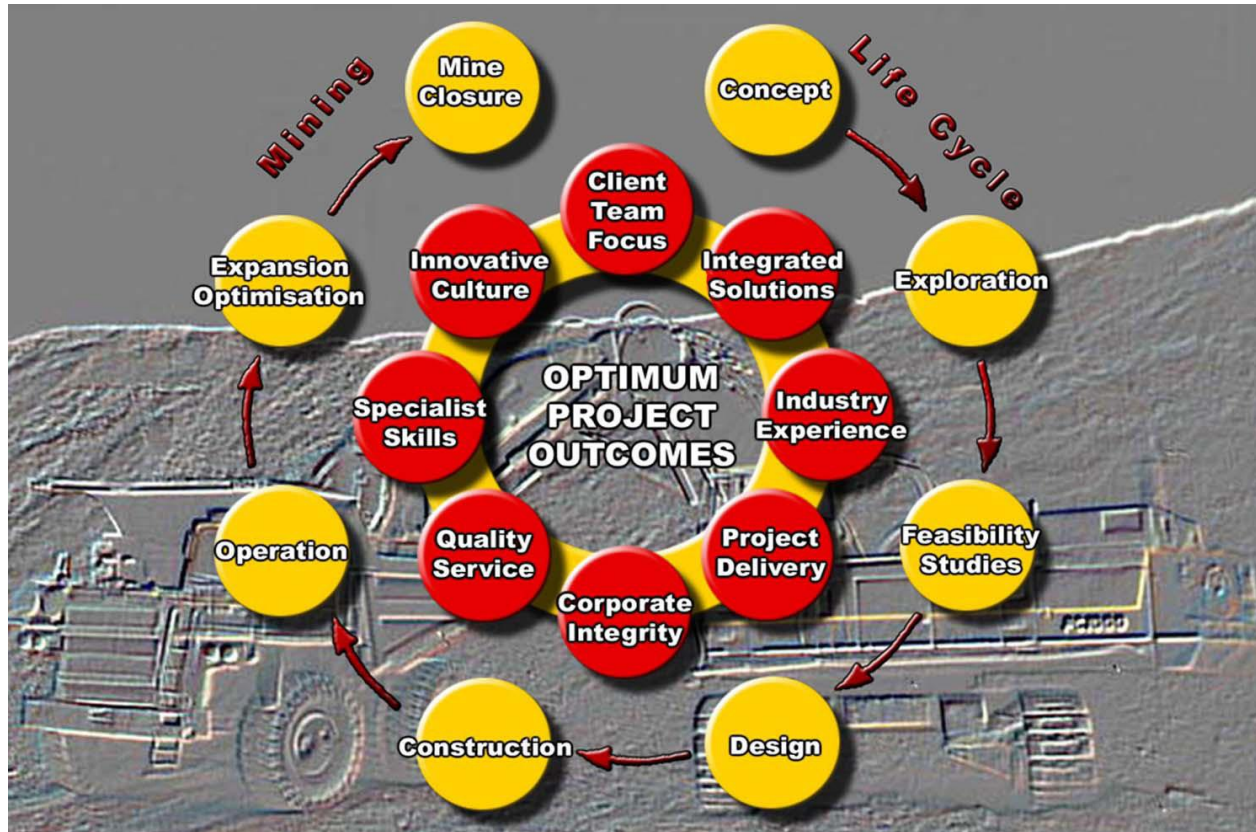 Mining
Life Cycle
Mine
Closure
Concept
Client
Team
Focus
Innovative
Culture
Integrated
Solutions
Expansion
Optimisation
Exploration
OPTIMUM
PROJECT
OUTCOMES
Specialist
Skills
Industry
Experience
Operation
Quality
Service
Project
Delivery
Feasibility
Studies
Corporate
Integrity
Construction
Design